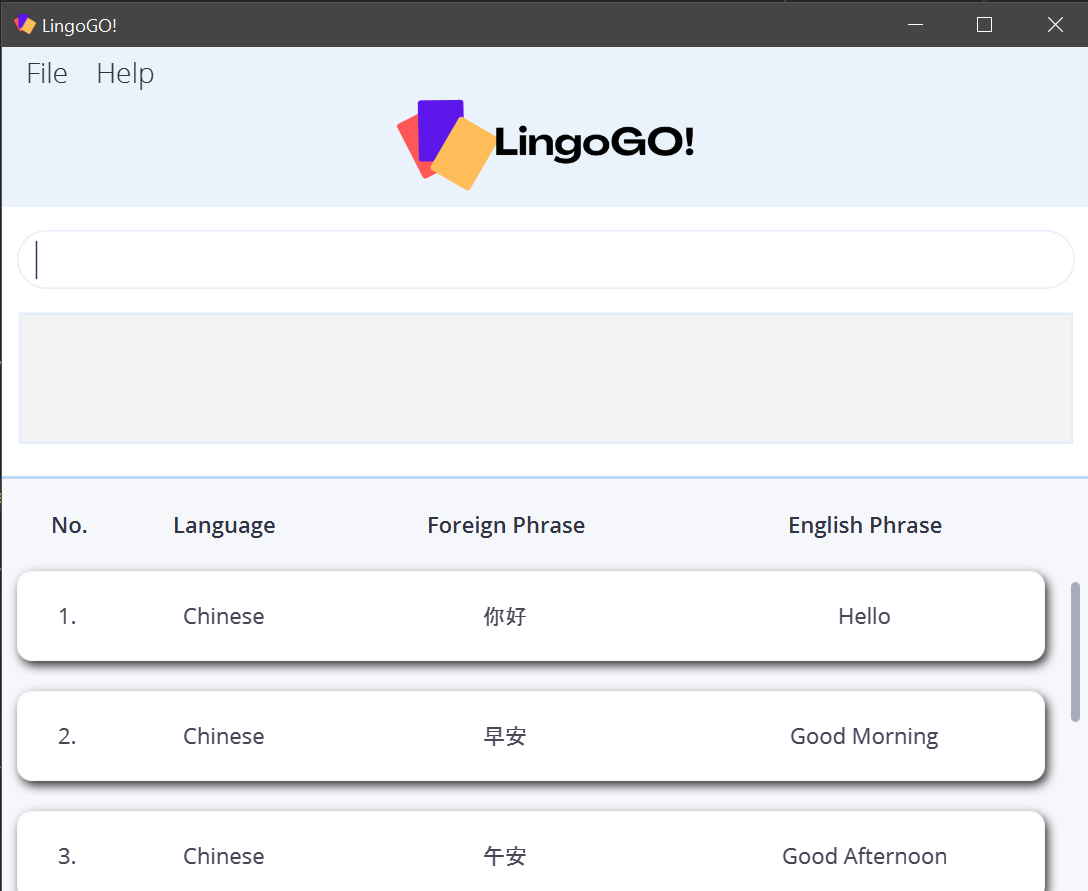 LingoGO!
File Help
LingoGO!
No. Language Foreign Phrase English Phrase
1. Chinese 你好 Hello
2. Chinese 早安 Good Morning
3. Chinese 午安 Good Afternoon